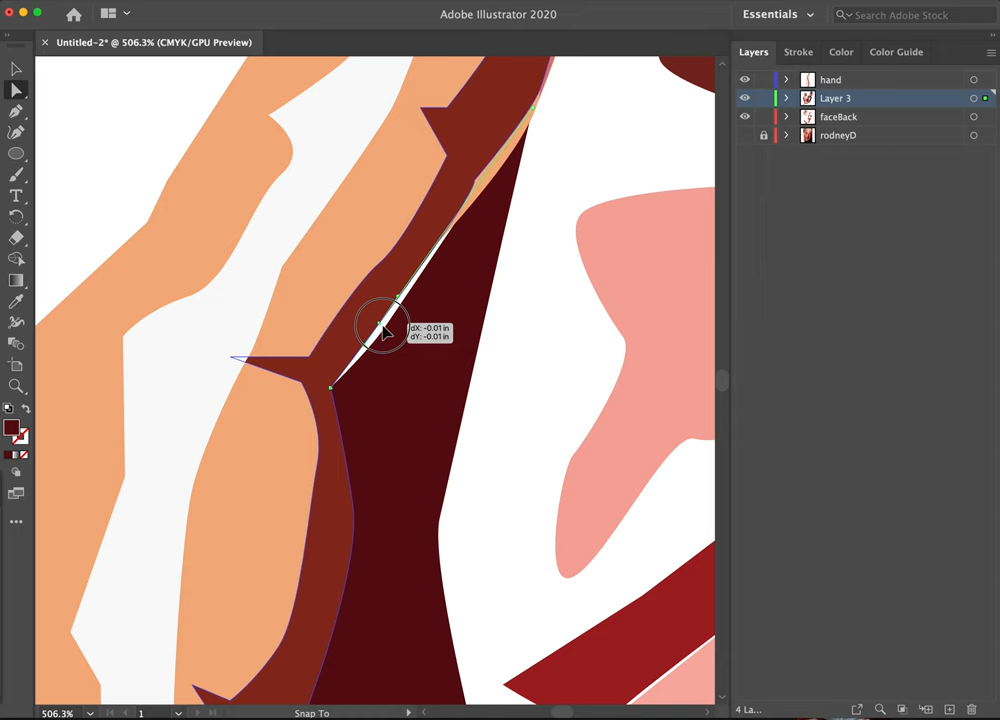 Adobe Illustrator 2020
Essentials
Search Adobe Stock
Untitled-2* @ 506.3% (CMYK/GPU Preview)
Layers
Stroke
Color
Color Guide
hand
Layer 3
faceBack
rodneyD
dX: -0.01 in
dY: -0.01 in
T
506.3%
1
Snap To
4 La...